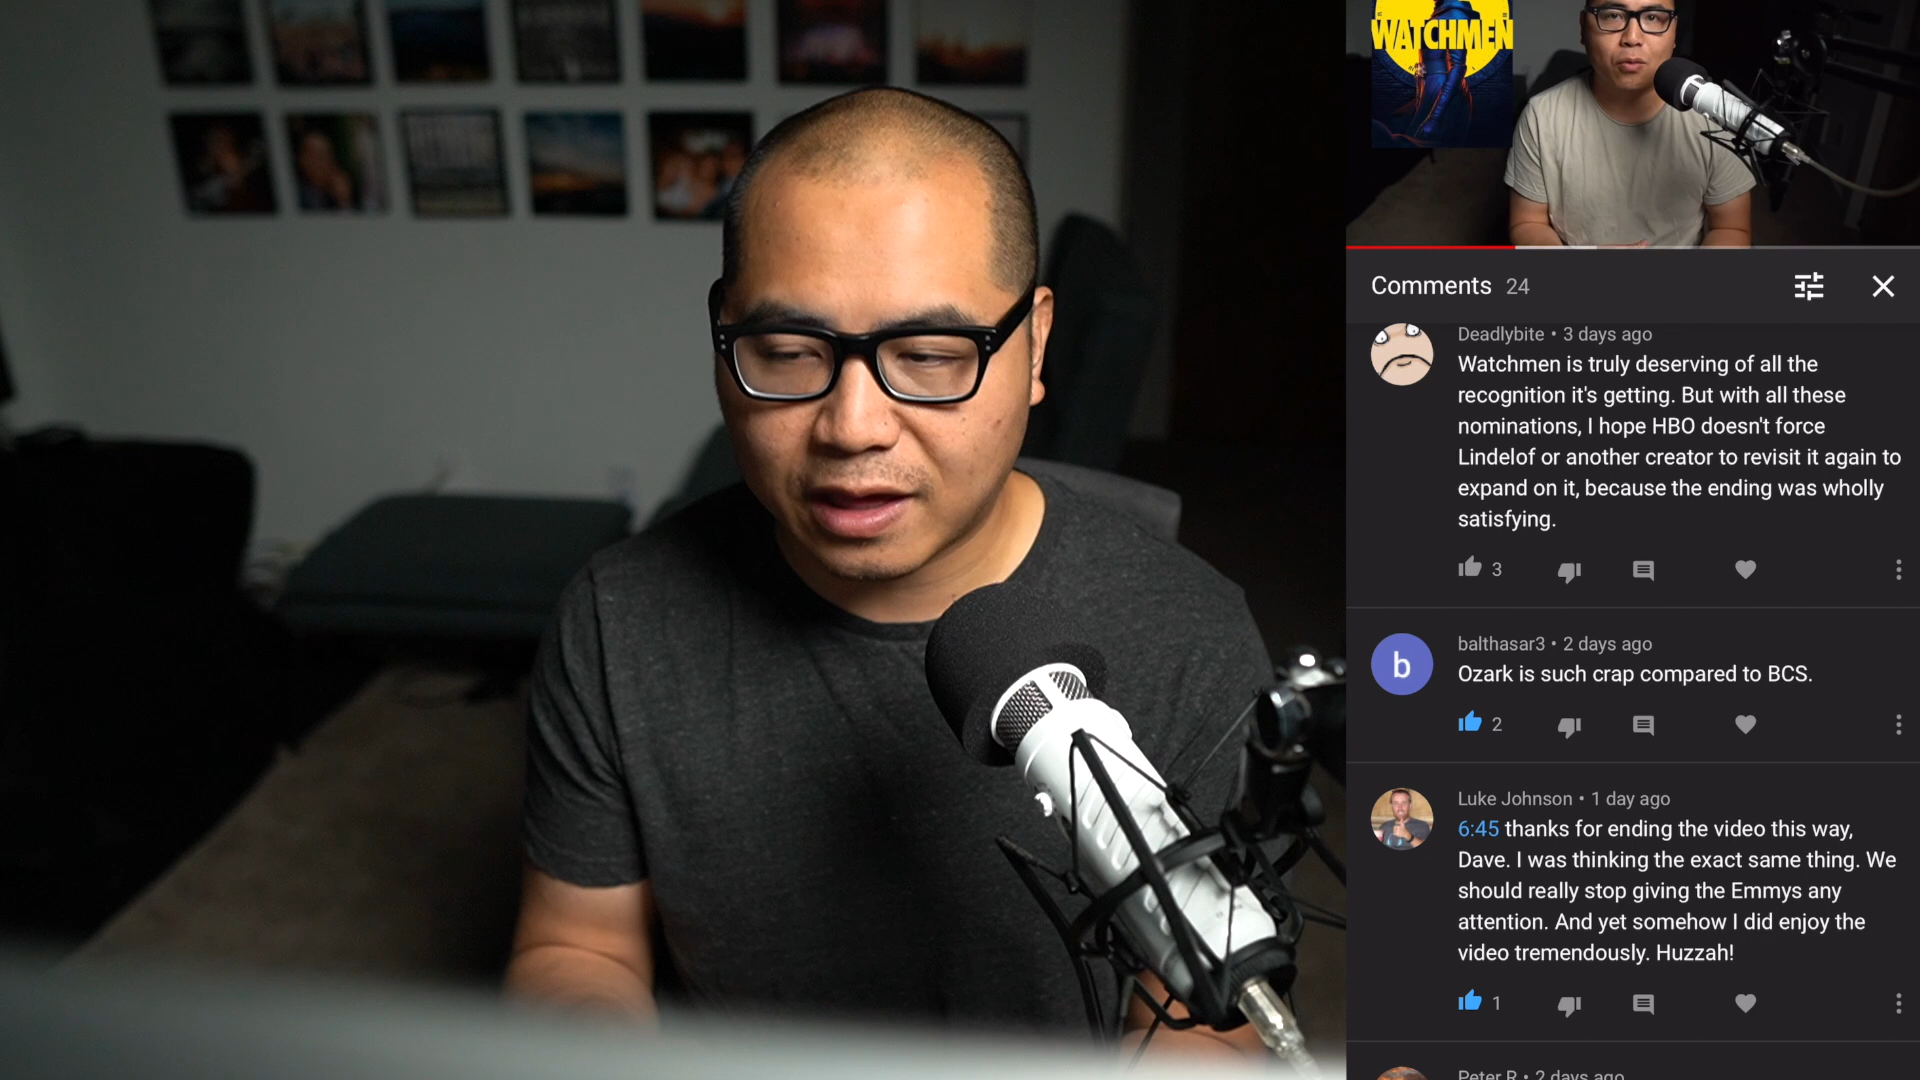 WATCHMEN
Comments 24
Deadlybite • 3 days ago
Watchmen is truly deserving of all the
recognition it's getting. But with all these
nominations, I hope HBO doesn't force
Lindelof or another creator to revisit it again to
expand on it, because the ending was wholly
satisfying.
3
b
balthasar3 • 2 days ago
Ozark is such crap compared to BCS.
2
Luke Johnson • 1 day ago
6:45 thanks for ending the video this way,
Dave. I was thinking the exact same thing. We
should really stop giving the Emmys any
attention. And yet somehow I did enjoy the
video tremendously. Huzzah!
1
Peter R • 2 days ago